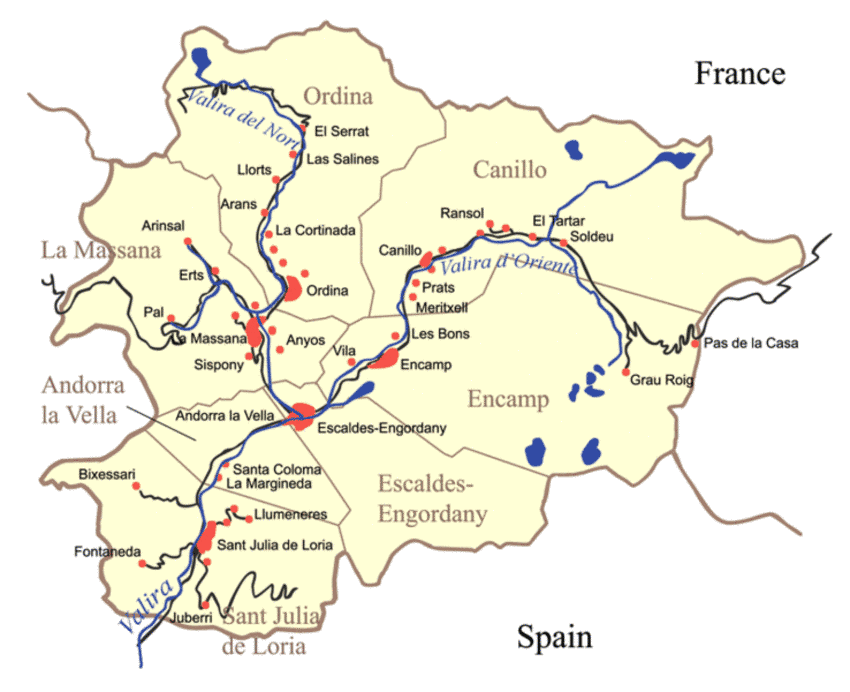 France
Ordina
Valira del Nort
El Serrat
Las Salines
Canillo
Llorts
Arans
Ransol
El Tartar
Arinsal
La Cortinada
Soldeu
La Massana
Canillo
Valira d'Oriente
Erts
Prats
Ordina
Meritxell
Pal
La Massana
Anyos
Les Bons
Pas de la Casa
Sispony
Vila
Encamp
Grau Roig
Andorra
la Vella
Encamp
Andorra la Vella
Escaldes-Engordany
Bixessari
Santa Coloma
La Margineda
Escaldes-
Engordany
Llumeneres
Fontaneda
Sant Julia de Loria
Valira
Juberri
Sant Julia
de Loria
Spain